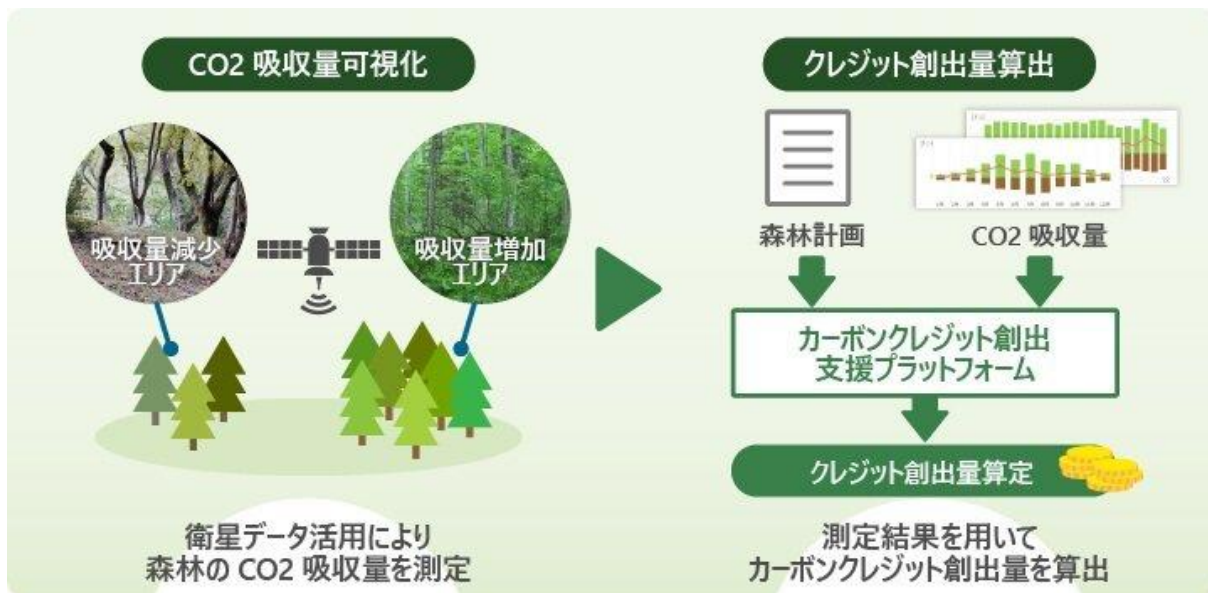 CO2 吸収量可視化
吸収量減少
エリア
吸収量増加
エリア
衛星データ活用により
森林の CO2 吸収量を測定
クレジット創出量算出
森林計画
CO2 吸収量
カーボンクレジット創出
支援プラットフォーム
クレジット創出量算定
測定結果を用いて
カーボンクレジット創出量を算出